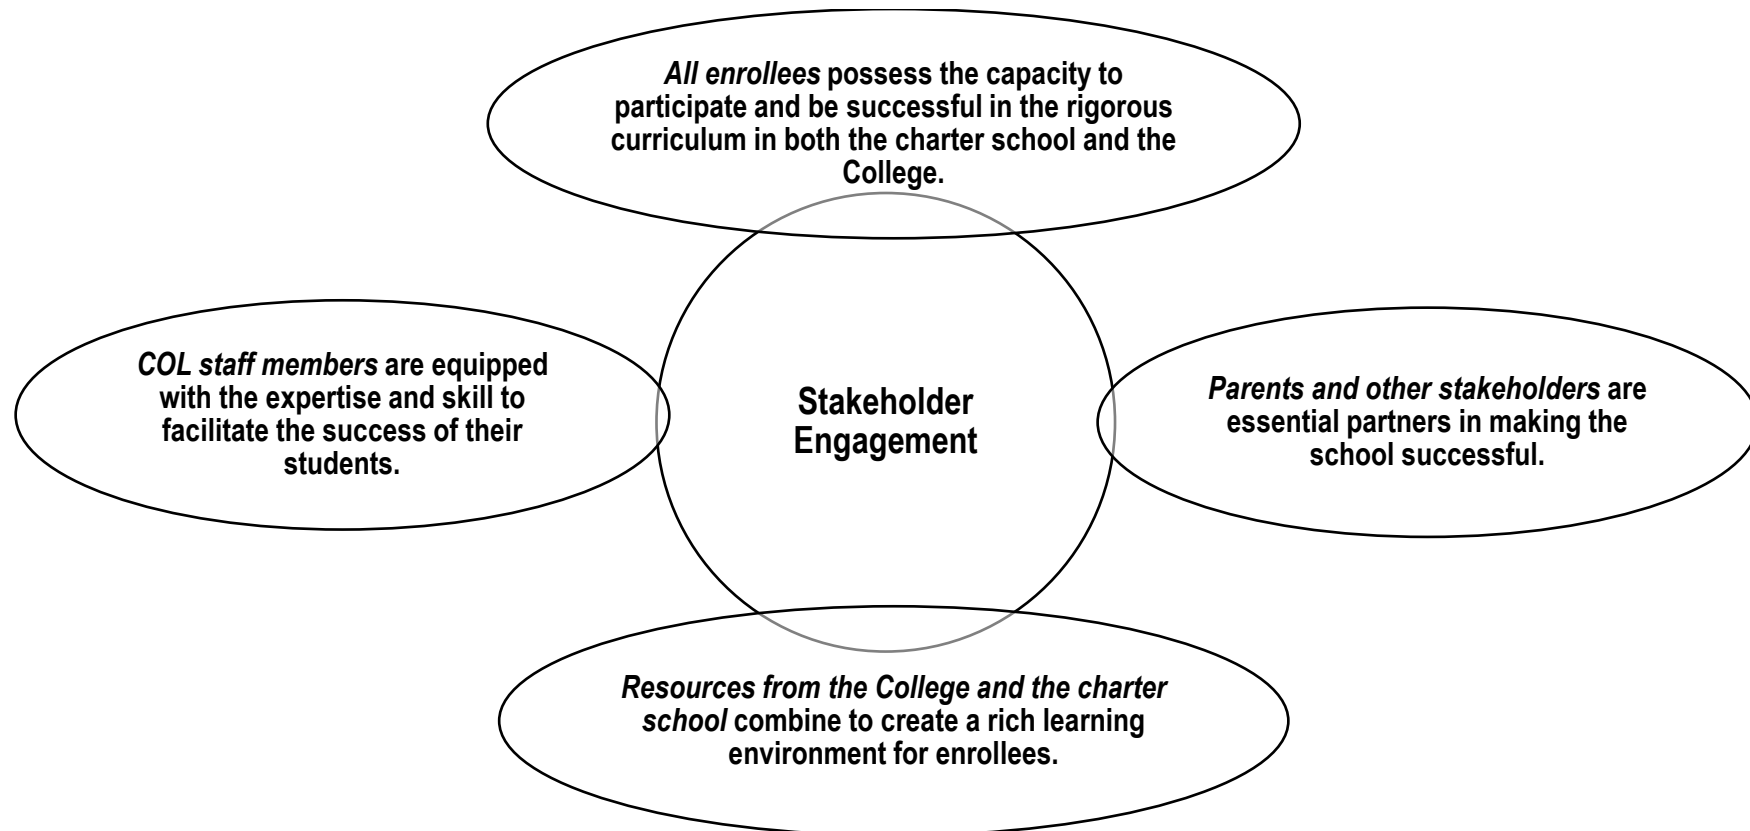 All enrollees possess the capacity to
participate and be successful in the rigorous
curriculum in both the charter school and the
College.
COL staff members are equipped
with the expertise and skill to
facilitate the success of their
students.
Stakeholder
Engagement
Parents and other stakeholders are
essential partners in making the
school successful.
Resources from the College and the charter
school combine to create a rich learning
environment for enrollees.